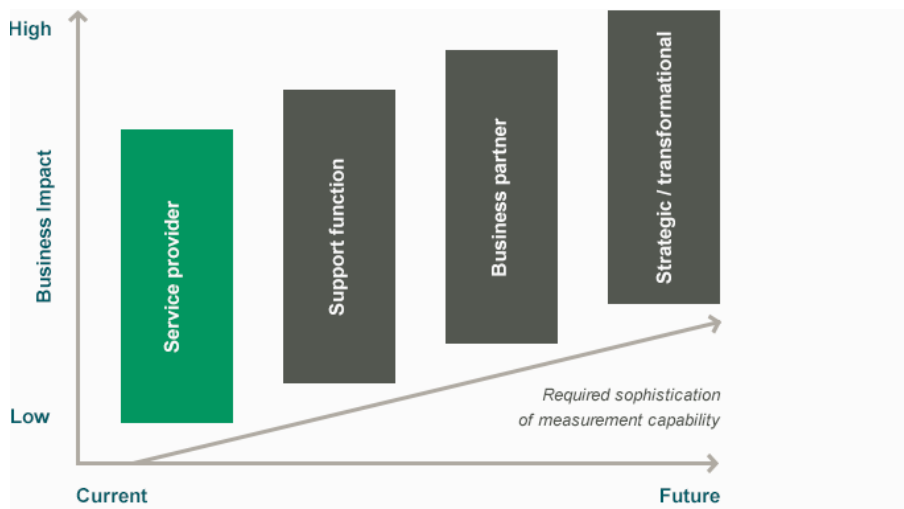 High
Business Impact
Low
Service provider
Support function
Business partner
Strategic / transformational
Required sophistication
of measurement capability
Current
Future